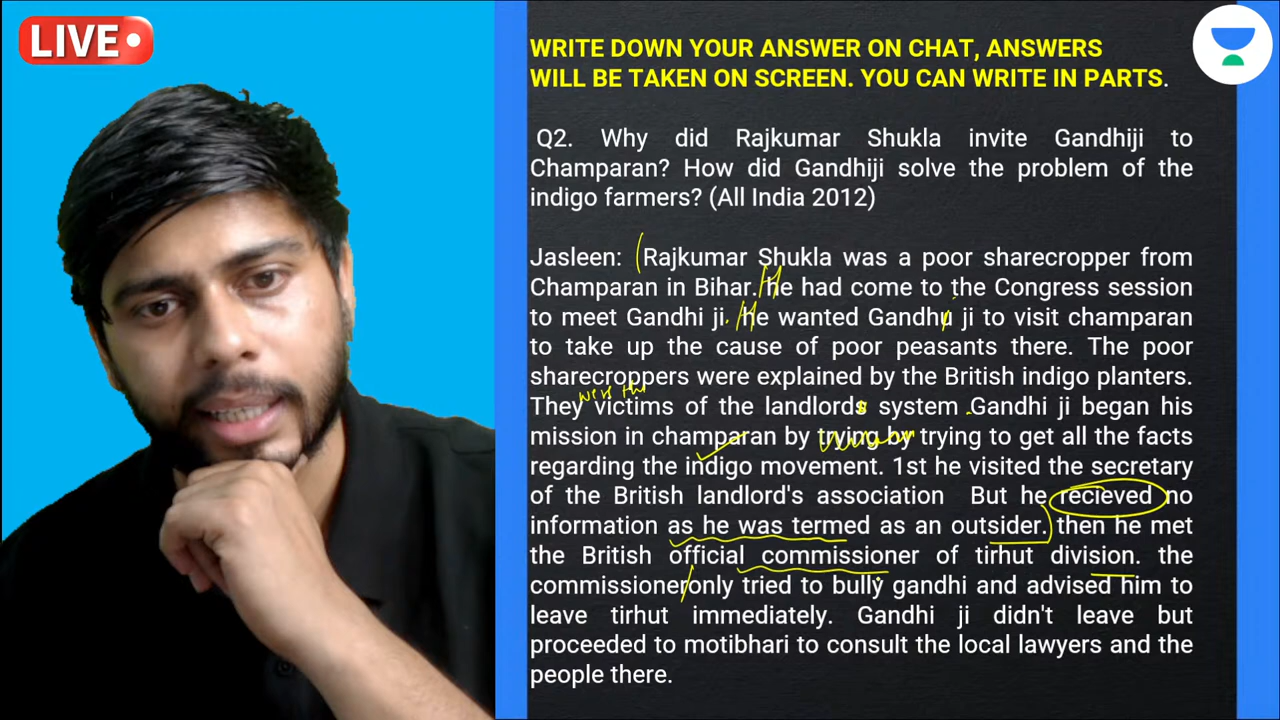 LIVE
WRITE DOWN YOUR ANSWER ON CHAT, ANSWERS
WILL BE TAKEN ON SCREEN. YOU CAN WRITE IN PARTS.
Q2. Why did Rajkumar Shukla invite Gandhiji to
Champaran? How did Gandhiji solve the problem of the
indigo farmers? (All India 2012)
Jasleen: (Rajkumar Shukla was a poor sharecropper from
Champaran in Bihar. He had come to the Congress session
to meet Gandhi ji. He wanted Gandhu ji to visit champaran
to take up the cause of poor peasants there. The poor
sharecroppers were explained by the British indigo planters.
were the
They victims of the landlords system .Gandhi ji began his
mission in champaran by trying by trying to get all the facts
regarding the indigo movement. 1st he visited the secretary
of the British landlord's association But he recieved no
information as he was termed as an outsider.) then he met
the British official commissioner of tirhut division. the
commissioner/only tried to bully gandhi and advised him to
leave tirhut immediately. Gandhi ji didn't leave but
proceeded to motibhari to consult the local lawyers and the
people there.